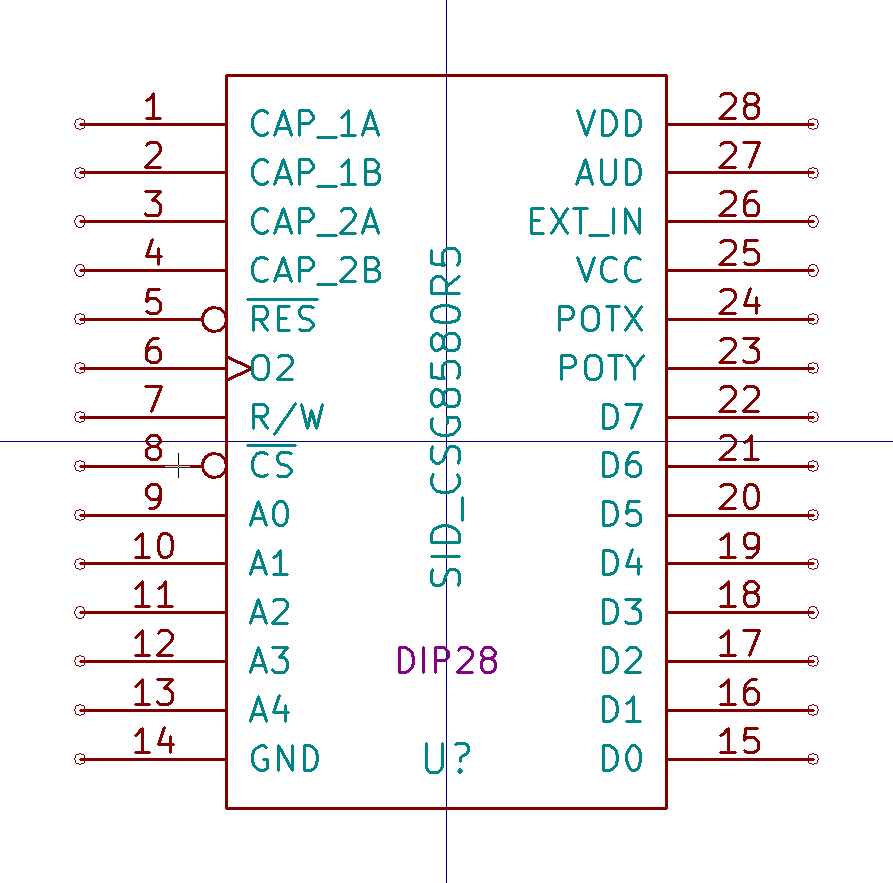 1 CAP_1A VDD 28
2 CAP_1B AUD 27
3 CAP_2A EXT_IN 26
4 CAP_2B VCC 25
5 RES POTX 24
6 O2 POTY 23
7 R/W D7 22
8 CS D6 21
9 A0 D5 20
10 A1 D4 19
11 A2 D3 18
12 A3 D2 17
13 A4 D1 16
14 GND D0 15
SID_CSG8580R5
DIP28
U?